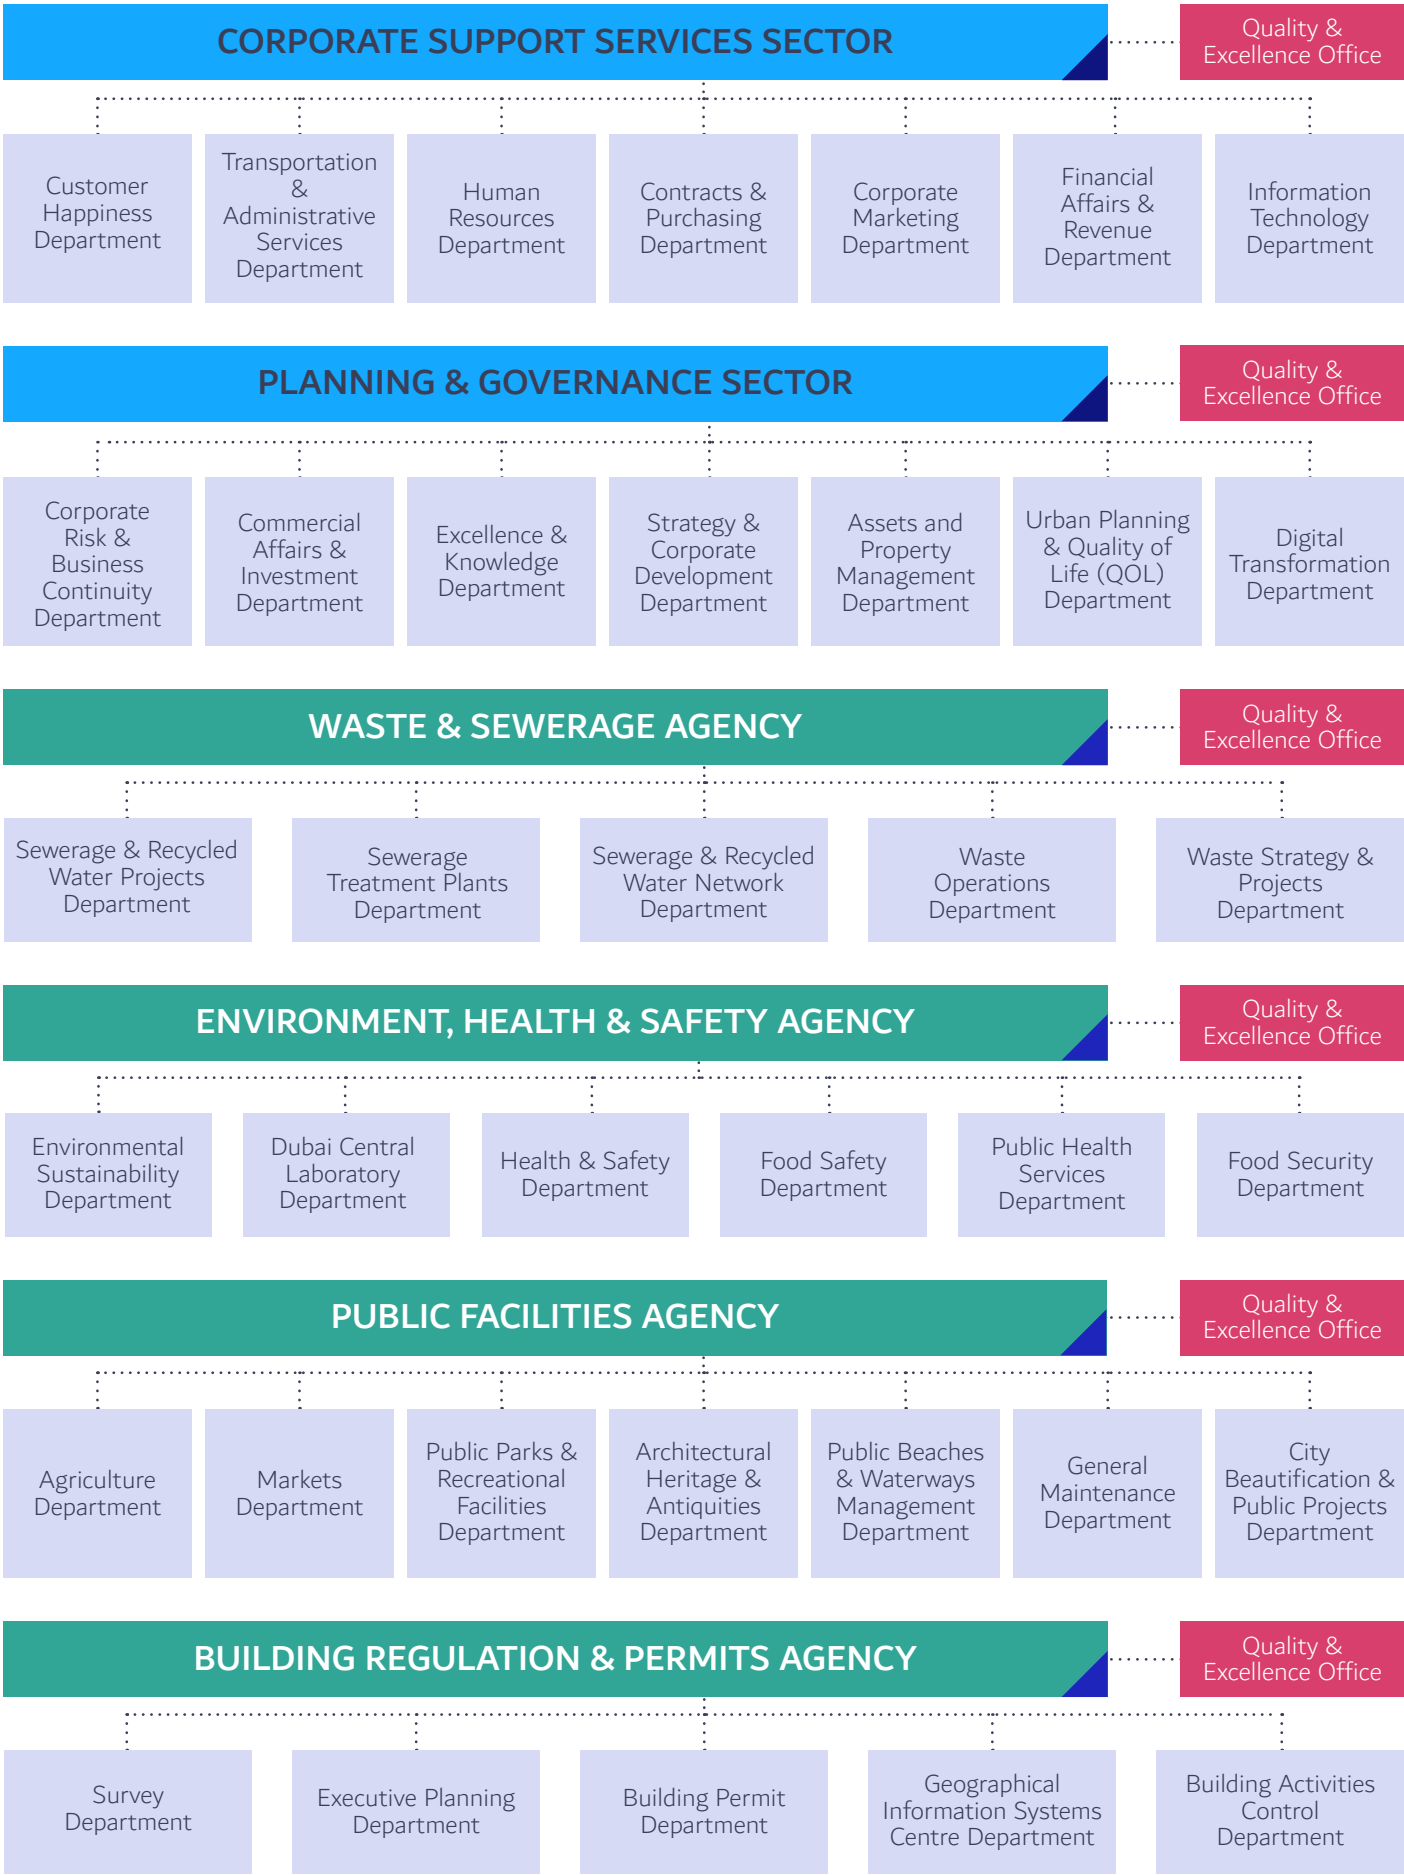 CORPORATE SUPPORT SERVICES SECTOR
Quality &
Excellence Office
Customer
Happiness
Department
Transportation
&
Administrative
Services
Department
Human
Resources
Department
Contracts &
Purchasing
Department
Corporate
Marketing
Department
Financial
Affairs &
Revenue
Department
Information
Technology
Department
PLANNING & GOVERNANCE SECTOR
Quality &
Excellence Office
Corporate
Risk &
Business
Continuity
Department
Commercial
Affairs &
Investment
Department
Excellence &
Knowledge
Department
Strategy &
Corporate
Development
Department
Assets and
Property
Management
Department
Urban Planning
& Quality of
Life (QOL)
Department
Digital
Transformation
Department
WASTE & SEWERAGE AGENCY
Quality &
Excellence Office
Sewerage & Recycled
Water Projects
Department
Sewerage
Treatment Plants
Department
Sewerage & Recycled
Water Network
Department
Waste
Operations
Department
Waste Strategy &
Projects
Department
ENVIRONMENT, HEALTH & SAFETY AGENCY
Quality &
Excellence Office
Environmental
Sustainability
Department
Dubai Central
Laboratory
Department
Health & Safety
Department
Food Safety
Department
Public Health
Services
Department
Food Security
Department
PUBLIC FACILITIES AGENCY
Quality &
Excellence Office
Agriculture
Department
Markets
Department
Public Parks &
Recreational
Facilities
Department
Architectural
Heritage &
Antiquities
Department
Public Beaches
& Waterways
Management
Department
General
Maintenance
Department
City
Beautification &
Public Projects
Department
BUILDING REGULATION & PERMITS AGENCY
Quality &
Excellence Office
Survey
Department
Executive Planning
Department
Building Permit
Department
Geographical
Information Systems
Centre Department
Building Activities
Control
Department